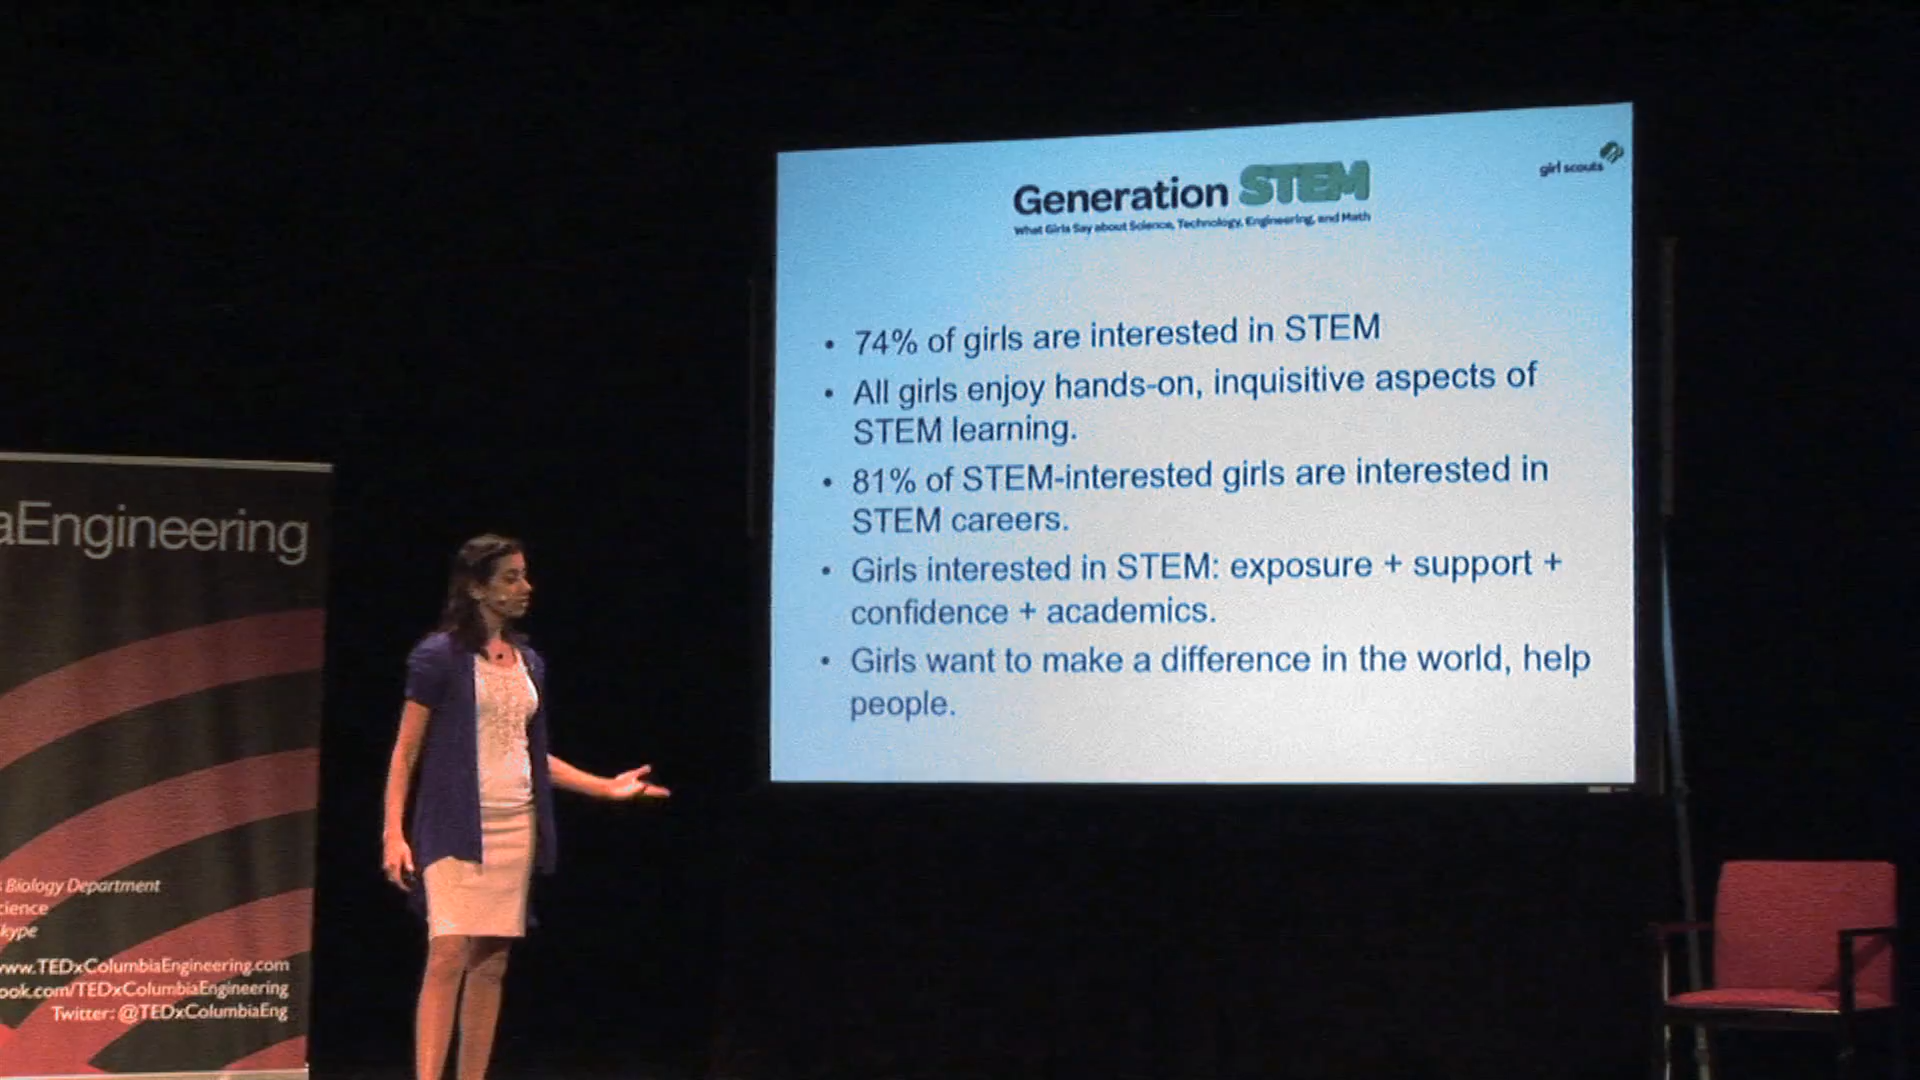 Generation STEM
What Girls Say about Science, Technology, Engineering, and Math
girl scouts
• 74% of girls are interested in STEM
• All girls enjoy hands-on, inquisitive aspects of
STEM learning.
• 81% of STEM-interested girls are interested in
STEM careers.
• Girls interested in STEM: exposure + support +
confidence + academics.
• Girls want to make a difference in the world, help
people.
aEngineering
Biology Department
cience
kype
www.TEDxColumbiaEngineering.com
ook.com/TEDxColumbiaEngineering
Twitter: @TEDxColumbiaEng